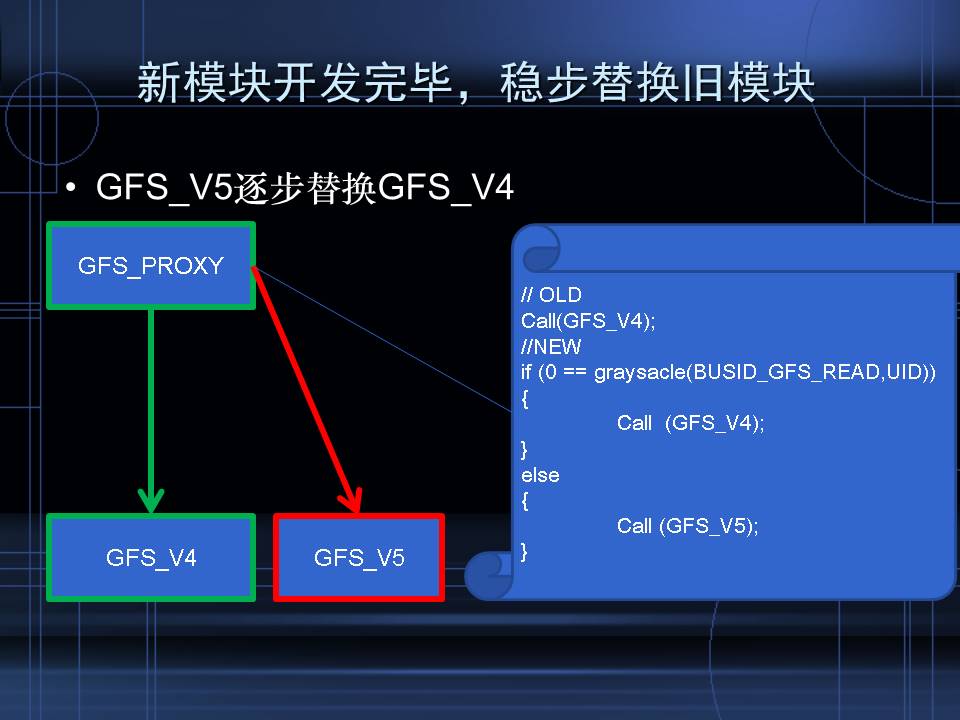 新模块开发完毕，稳步替换旧模块
• GFS_V5逐步替换GFS_V4
GFS_PROXY
// OLD
Call(GFS_V4);
//NEW
if (0 == graysacle(BUSID_GFS_READ,UID))
{
Call (GFS_V4);
}
else
{
Call (GFS_V5);
}
GFS_V4
GFS_V5